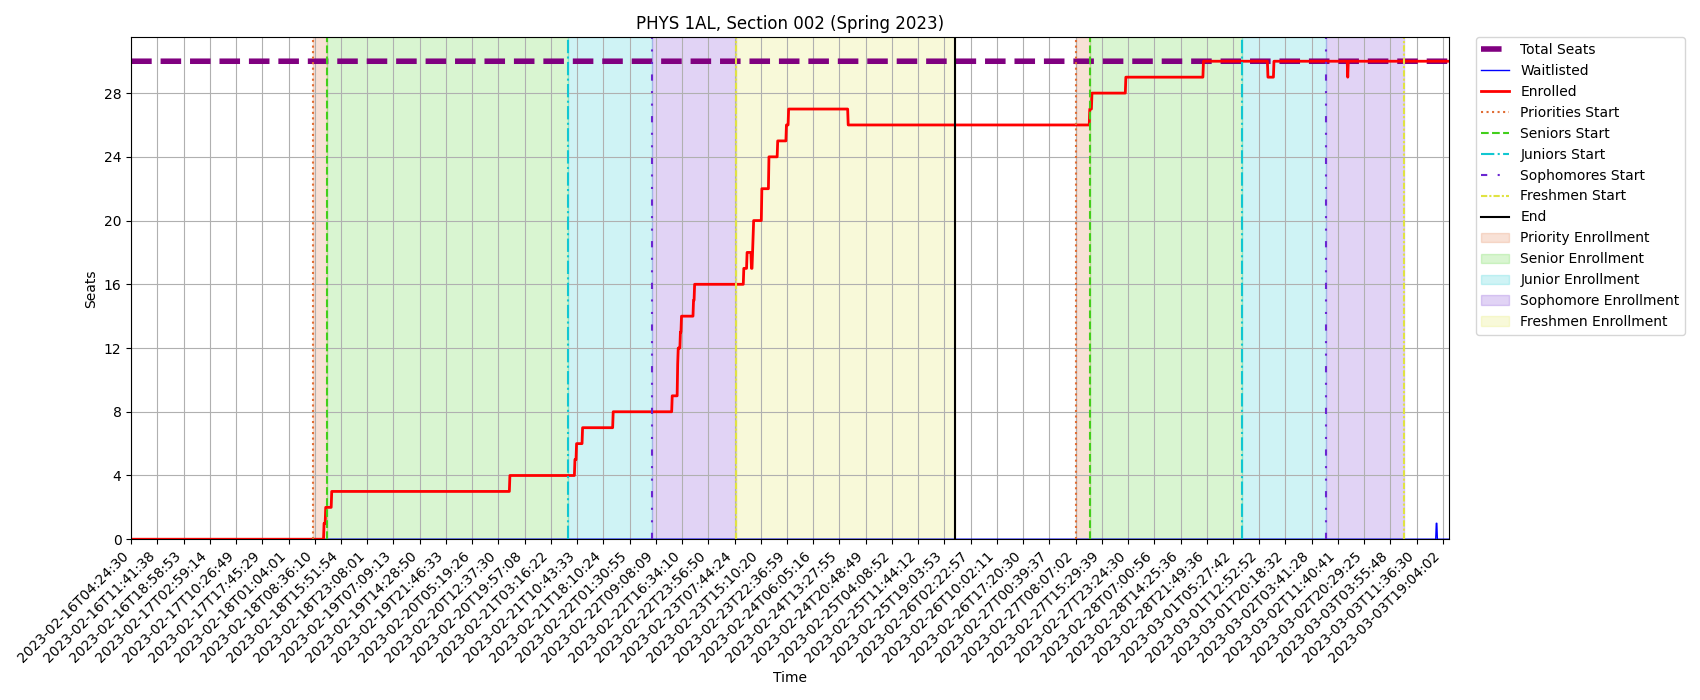 PHYS 1AL, Section 002 (Spring 2023)
Seats
28
24
20
16
12
8
4
0
2023-02-16T04:24:30
2023-02-16T11:41:38
2023-02-16T18:58:53
2023-02-17T02:59:14
2023-02-17T10:26:49
2023-02-17T17:45:29
2023-02-18T01:04:01
2023-02-18T08:36:10
2023-02-18T15:51:54
2023-02-18T23:08:01
2023-02-19T07:09:13
2023-02-19T14:28:50
2023-02-19T21:46:33
2023-02-20T05:19:26
2023-02-20T12:37:30
2023-02-20T19:57:08
2023-02-21T03:16:22
2023-02-21T10:43:33
2023-02-21T18:10:24
2023-02-22T01:30:55
2023-02-22T09:08:09
2023-02-22T16:34:10
2023-02-22T23:56:50
2023-02-23T07:44:24
2023-02-23T15:10:20
2023-02-23T22:36:59
2023-02-24T06:05:16
2023-02-24T13:27:55
2023-02-24T20:48:49
2023-02-25T04:08:52
2023-02-25T11:44:12
2023-02-25T19:03:53
2023-02-26T02:22:57
2023-02-26T10:02:11
2023-02-26T17:20:30
2023-02-27T00:39:37
2023-02-27T08:07:02
2023-02-27T15:29:39
2023-02-27T23:24:30
2023-02-28T07:00:56
2023-02-28T14:25:36
2023-02-28T21:49:36
2023-03-01T05:27:42
2023-03-01T12:52:52
2023-03-01T20:18:32
2023-03-02T03:41:28
2023-03-02T11:40:41
2023-03-02T20:29:25
2023-03-03T03:55:48
2023-03-03T11:36:30
2023-03-03T19:04:02
Time
Total Seats
Waitlisted
Enrolled
Priorities Start
Seniors Start
Juniors Start
Sophomores Start
Freshmen Start
End
Priority Enrollment
Senior Enrollment
Junior Enrollment
Sophomore Enrollment
Freshmen Enrollment